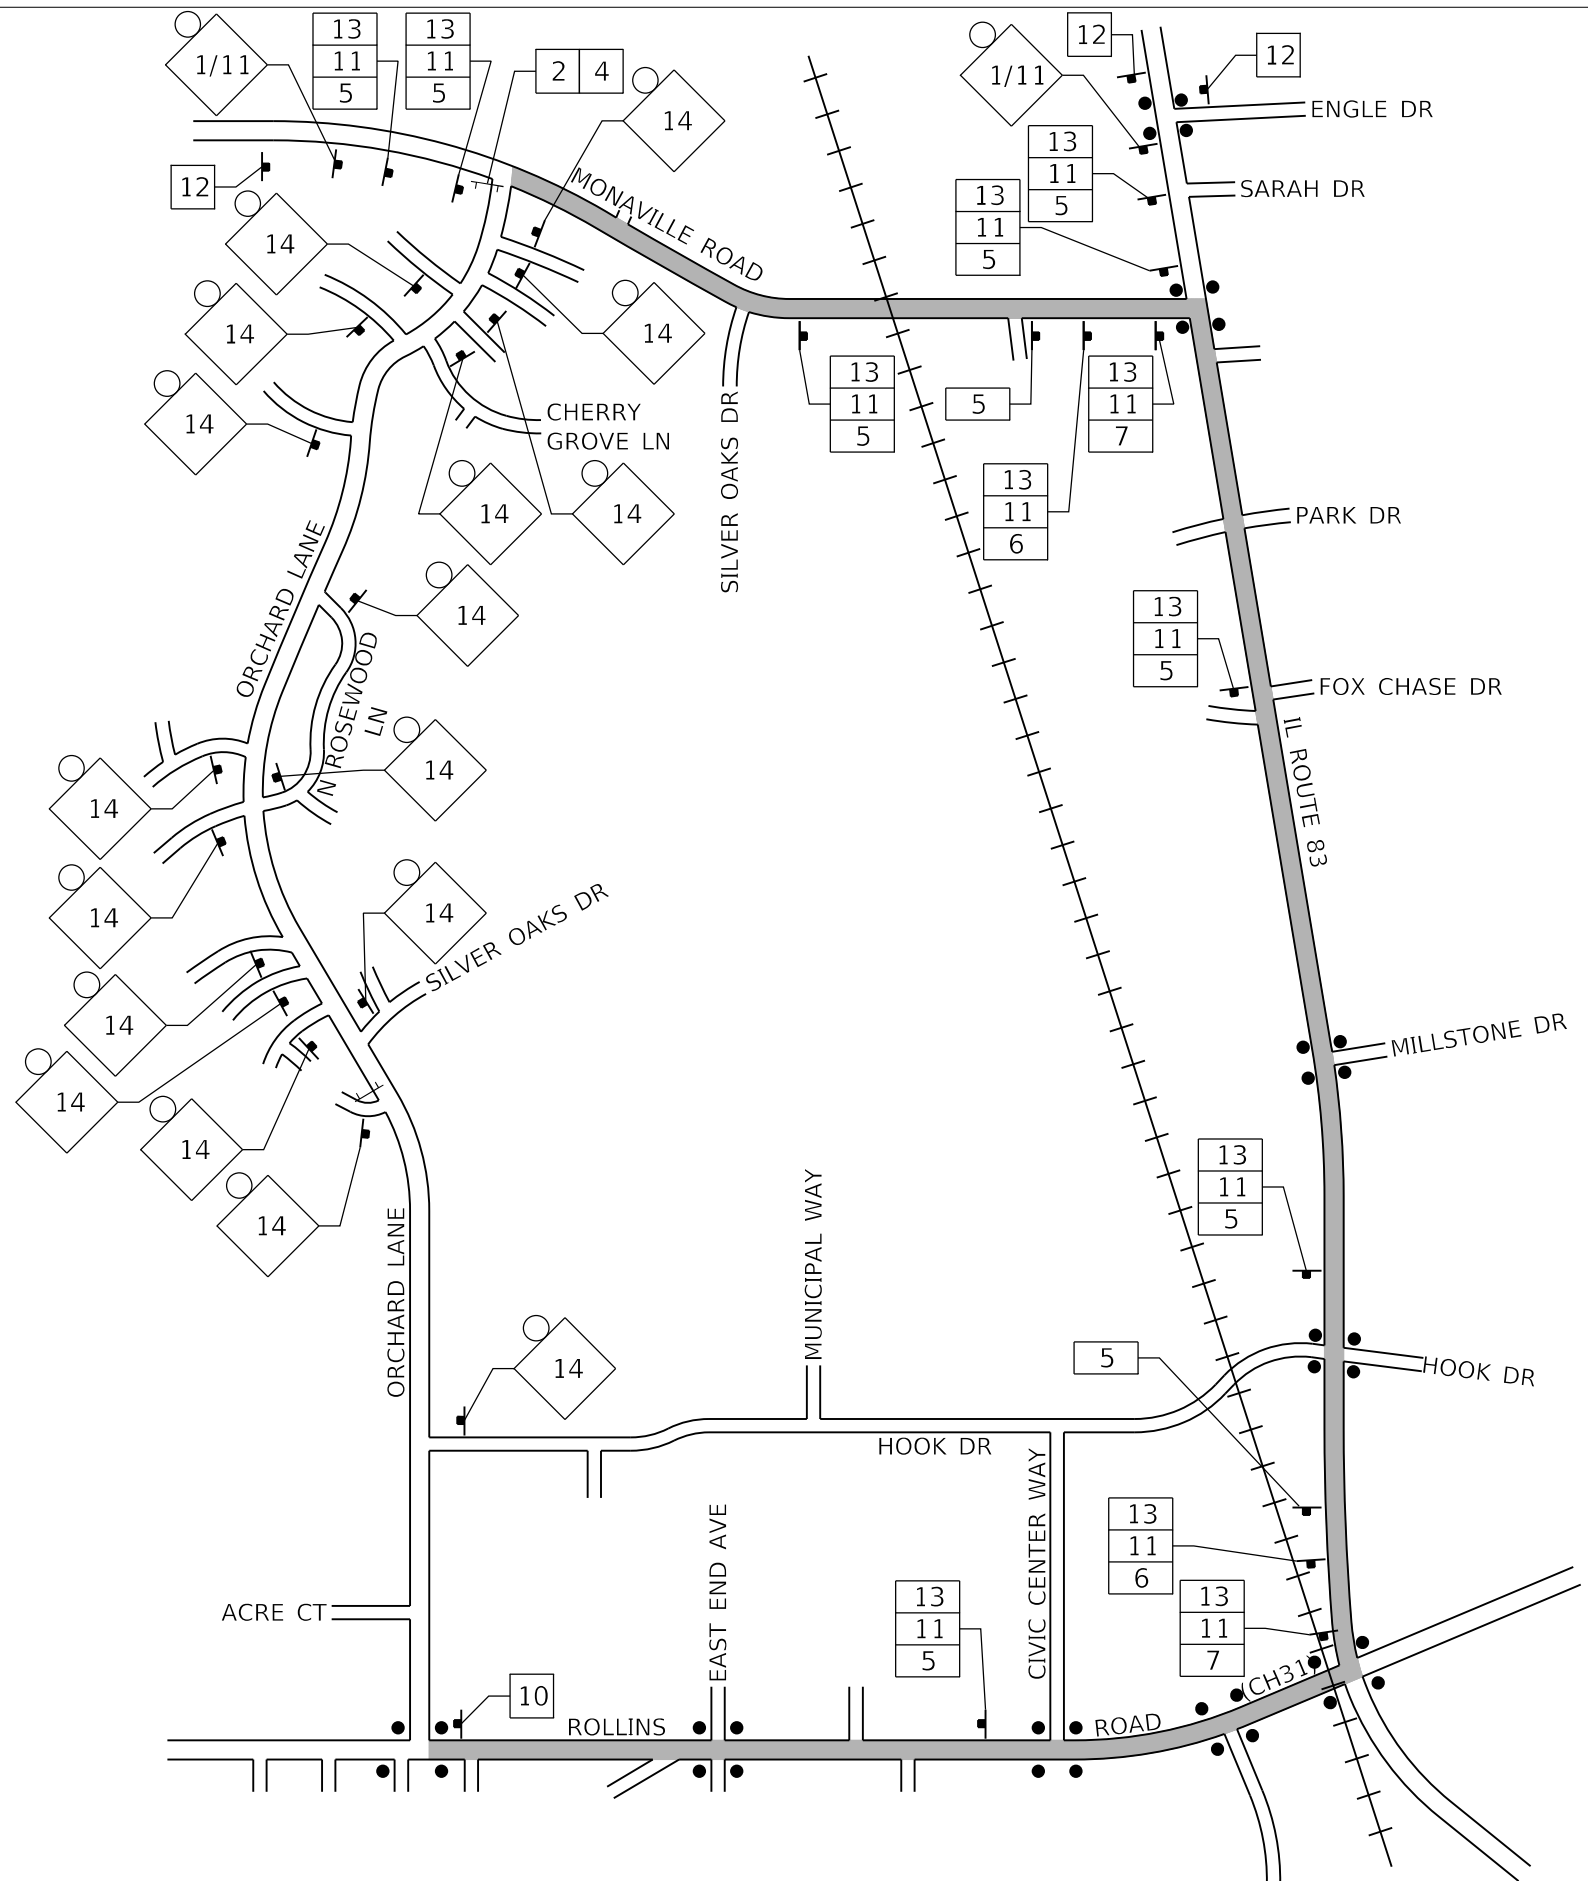 13
13
1/11
11
11
5
5
2 4
14
12
14
MONAVILLE ROAD
14
14
14
CHERRY
GROVE LN
14
14
SILVER OAKS DR
12
12
1/11
ENGLE DR
13
11
5
SARAH DR
13
11
5
13
11
5
5
13
11
7
13
11
6
PARK DR
ORCHARD LANE
14
13
11
5
FOX CHASE DR
N ROSEWOOD
LN
14
14
IL ROUTE 83
14
14
SILVER OAKS DR
14
14
14
14
MILLSTONE DR
13
11
5
ORCHARD LANE
MUNICIPAL WAY
14
5
HOOK DR
HOOK DR
CIVIC CENTER WAY
EAST END AVE
13
11
6
13
11
5
13
11
7
ACRE CT
10
ROLLINS
ROAD
(CH31)